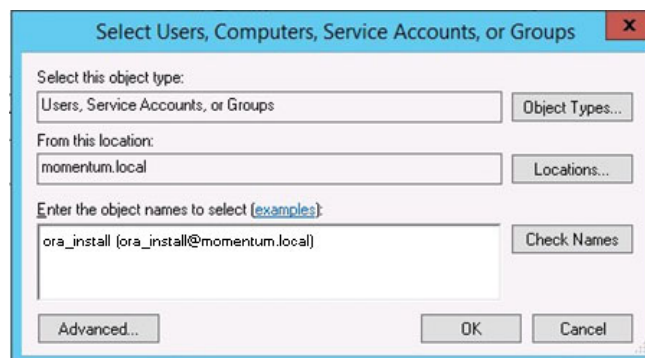 Select Users, Computers, Service Accounts, or Groups
x
Select this object type:
Users, Service Accounts, or Groups
Object Types...
From this location:
momentum.local
Locations...
Enter the object names to select (examples):
ora_install (ora_install@momentum.local)
Check Names
Advanced...
OK
Cancel